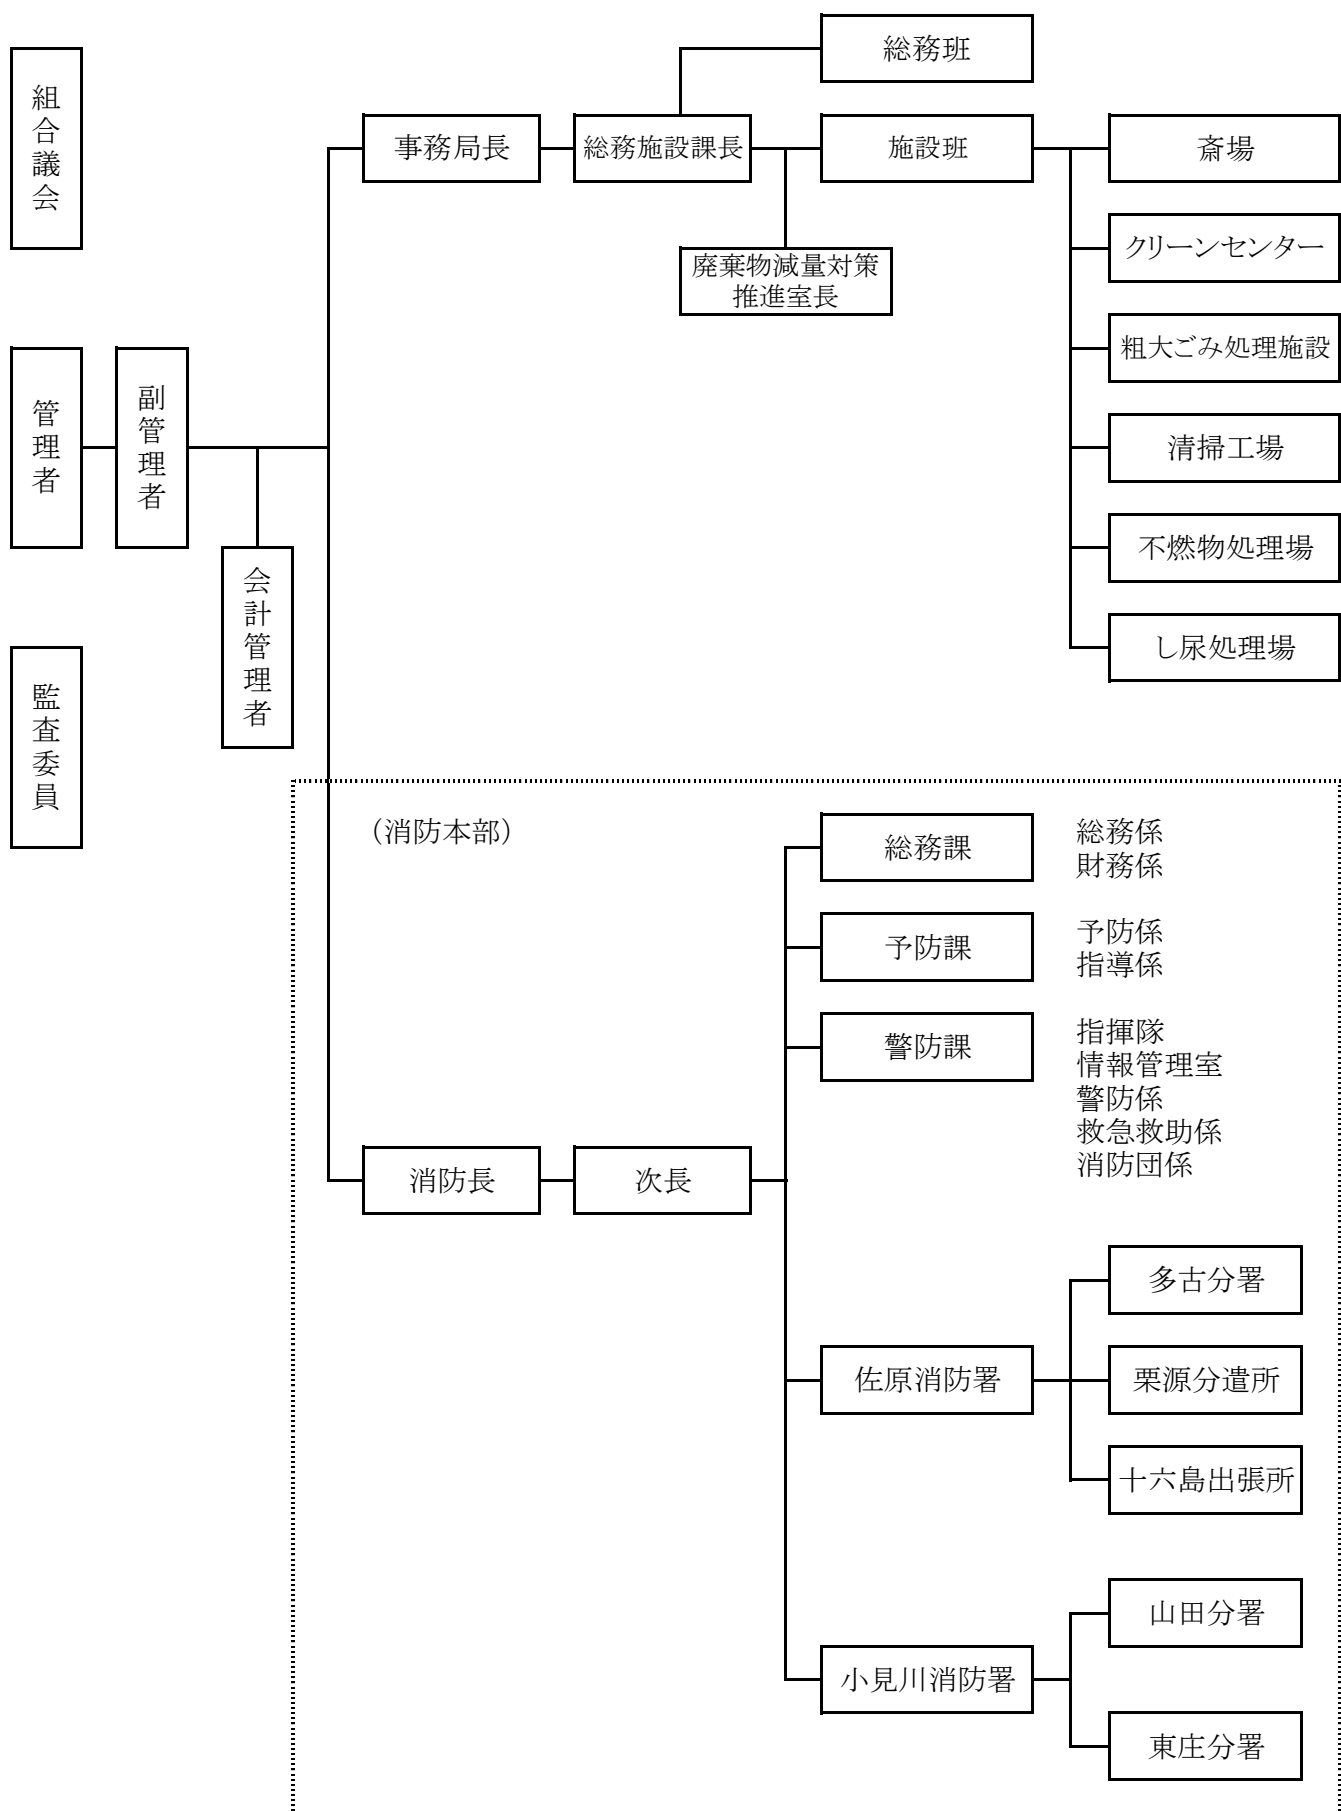 組合議会
管理者
副管理者
会計管理者
監査委員
事務局長
総務施設課長
総務班
施設班
廃棄物減量対策
推進室長
斎場
クリーンセンター
粗大ごみ処理施設
清掃工場
不燃物処理場
し尿処理場
（消防本部）
消防長
次長
総務課
総務係
財務係
予防課
予防係
指導係
警防課
指揮隊
情報管理室
警防係
救急救助係
消防団係
佐原消防署
多古分署
栗源分遣所
十六島出張所
小見川消防署
山田分署
東庄分署